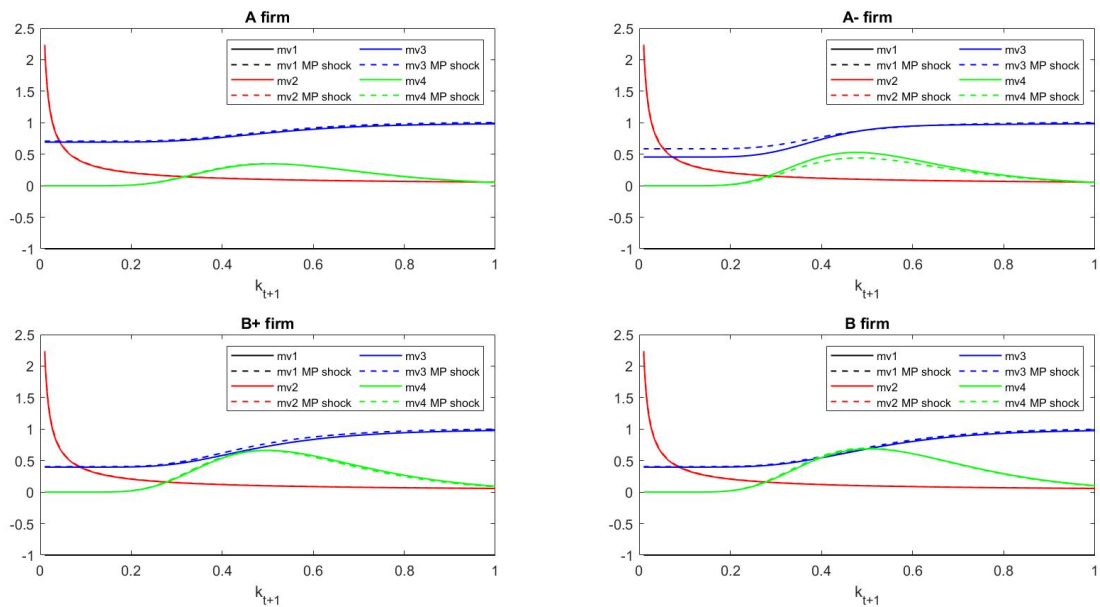 A firm
2.5
2
1.5
1
0.5
0
-0.5
-1
mv1
mv1 MP shock
mv2
mv2 MP shock
mv3
mv3 MP shock
mv4
mv4 MP shock
0 0.2 0.4 0.6 0.8 1
k t+1
A- firm
2.5
2
1.5
1
0.5
0
-0.5
-1
mv1
mv1 MP shock
mv2
mv2 MP shock
mv3
mv3 MP shock
mv4
mv4 MP shock
0 0.2 0.4 0.6 0.8 1
k t+1
B+ firm
2.5
2
1.5
1
0.5
0
-0.5
-1
mv1
mv1 MP shock
mv2
mv2 MP shock
mv3
mv3 MP shock
mv4
mv4 MP shock
0 0.2 0.4 0.6 0.8 1
k t+1
B firm
2.5
2
1.5
1
0.5
0
-0.5
-1
mv1
mv1 MP shock
mv2
mv2 MP shock
mv3
mv3 MP shock
mv4
mv4 MP shock
0 0.2 0.4 0.6 0.8 1
k t+1